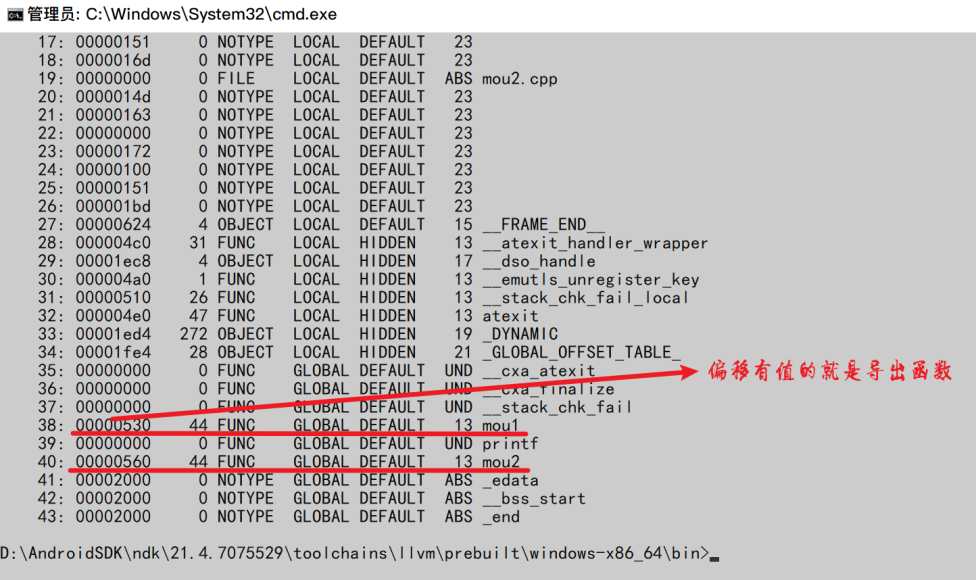 管理员: C:\Windows\System32\cmd.exe
17: 00000151 0 NOTYPE LOCAL DEFAULT 23
18: 0000016d 0 NOTYPE LOCAL DEFAULT 23
19: 00000000 0 FILE LOCAL DEFAULT ABS mou2.cpp
20: 0000014d 0 NOTYPE LOCAL DEFAULT 23
21: 00000163 0 NOTYPE LOCAL DEFAULT 23
22: 00000000 0 NOTYPE LOCAL DEFAULT 23
23: 00000172 0 NOTYPE LOCAL DEFAULT 23
24: 00000100 0 NOTYPE LOCAL DEFAULT 23
25: 00000151 0 NOTYPE LOCAL DEFAULT 23
26: 000001bd 0 NOTYPE LOCAL DEFAULT 23
27: 00000624 4 OBJECT LOCAL DEFAULT 15 __FRAME_END__
28: 000004c0 31 FUNC LOCAL HIDDEN 13 __atexit_handler_wrapper
29: 00001ec8 4 OBJECT LOCAL HIDDEN 17 __dso_handle
30: 000004a0 1 FUNC LOCAL HIDDEN 13 __emutls_unregister_key
31: 00000510 26 FUNC LOCAL HIDDEN 13 __stack_chk_fail_local
32: 000004e0 47 FUNC LOCAL HIDDEN 13 atexit
33: 00001ed4 272 OBJECT LOCAL HIDDEN 19 _DYNAMIC
34: 00001fe4 28 OBJECT LOCAL HIDDEN 21 _GLOBAL_OFFSET_TABLE_
35: 00000000 0 FUNC GLOBAL DEFAULT UND __cxa_atexit
偏移有值的就是导出函数
36: 00000000 0 FUNC GLOBAL DEFAULT UND __cxa_finalize
37: 00000000 0 FUNC GLOBAL DEFAULT UND __stack_chk_fail
38: 00000530 44 FUNC GLOBAL DEFAULT 13 mou1
39: 00000000 0 FUNC GLOBAL DEFAULT UND printf
40: 00000560 44 FUNC GLOBAL DEFAULT 13 mou2
41: 00002000 0 NOTYPE GLOBAL DEFAULT ABS _edata
42: 00002000 0 NOTYPE GLOBAL DEFAULT ABS __bss_start
43: 00002000 0 NOTYPE GLOBAL DEFAULT ABS _end
D:\AndroidSDK\ndk\21.4.7075529\toolchains\llvm\prebuilt\windows-x86_64\bin>